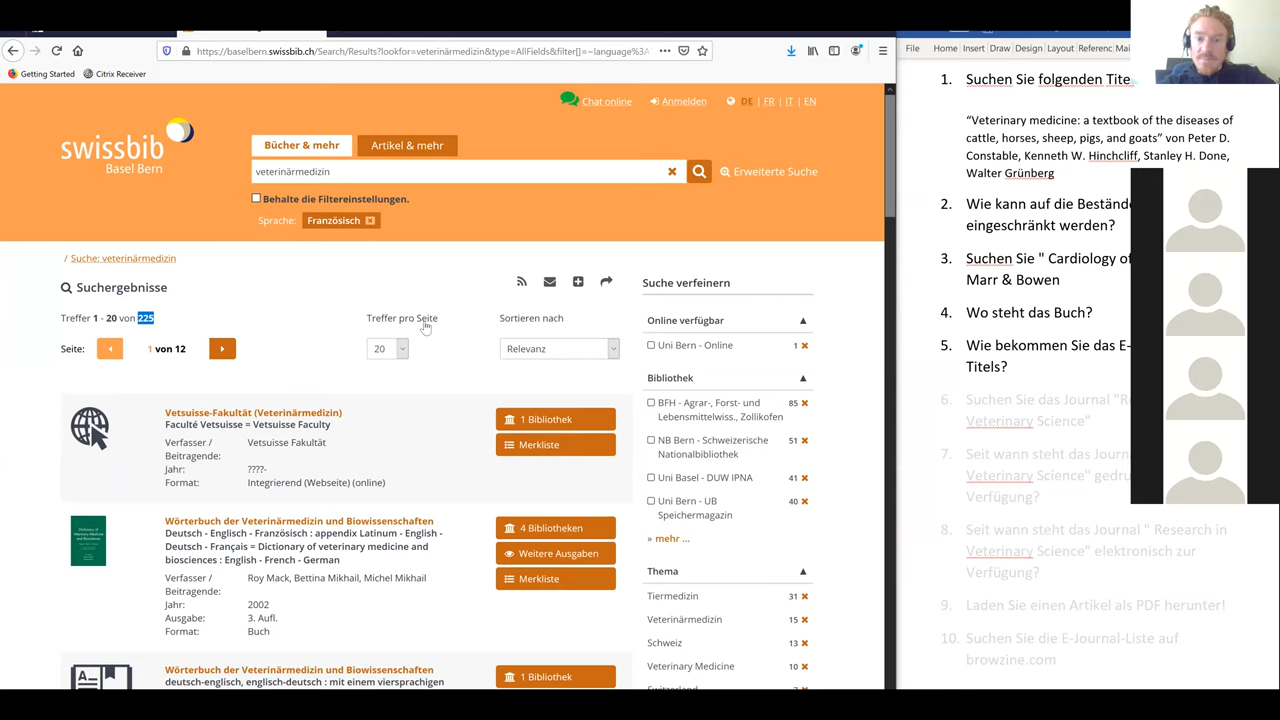 https://baselbern.swissbib.ch/Search/Results?lookfor=veterinärmedizin&type=AllFields&filter[]=~language%3A
Getting Started
Citrix Receiver
Chat online
Anmelden
DE | FR | IT | EN
swissbib
Basel Bern
Bücher & mehr
Artikel & mehr
veterinärmedizin
Erweiterte Suche
Behalte die Filtereinstellungen.
Sprache: Französisch
/ Suche: veterinärmedizin
Suchergebnisse
Treffer 1 - 20 von 225
Treffer pro Seite
Sortieren nach
Seite:
1 von 12
20
Relevanz
Vetsuisse-Fakultät (Veterinärmedizin)
Faculté Vetsuisse = Vetsuisse Faculty
Verfasser / Beitragende:
Vetsuisse Fakultät
Jahr:
????-
Format:
Integrierend (Webseite) (online)
1 Bibliothek
Merkliste
Wörterbuch der Veterinärmedizin und Biowissenschaften
Deutsch - Englisch - Französisch : appendix Latinum - English -
Deutsch - Français = Dictionary of veterinary medicine and
biosciences : English - French - German
Verfasser / Beitragende:
Roy Mack, Bettina Mikhail, Michel Mikhail
Jahr:
2002
Ausgabe:
3. Aufl.
Format:
Buch
4 Bibliotheken
Weitere Ausgaben
Merkliste
Wörterbuch der Veterinärmedizin und Biowissenschaften
deutsch-englisch, englisch-deutsch : mit einem viersprachigen
1 Bibliothek
Suche verfeinern
Online verfügbar
Uni Bern - Online 1
Bibliothek
BFH - Agrar-, Forst- und 85
Lebensmittelwiss., Zollikofen
NB Bern - Schweizerische 51
Nationalbibliothek
Uni Basel - DUW IPNA 41
Uni Bern - UB 40
Speichermagazin
» mehr ...
Thema
Tiermedizin 31
Veterinärmedizin 15
Schweiz 13
Veterinary Medicine 10
File Home Insert Draw Design Layout Referenc Mai
1. Suchen Sie folgenden Tite
“Veterinary medicine: a textbook of the diseases of
cattle, horses, sheep, pigs, and goats” von Peter D.
Constable, Kenneth W. Hinchcliff, Stanley H. Done,
Walter Grünberg
2. Wie kann auf die Bestände
eingeschränkt werden?
3. Suchen Sie " Cardiology of
Marr & Bowen
4. Wo steht das Buch?
5. Wie bekommen Sie das E-
Titels?
6. Suchen Sie das Journal "Re
Veterinary Science"
7. Seit wann steht das Journa
Veterinary Science" gedru
Verfügung?
8. Seit wann steht das Journal " Research in
Veterinary Science" elektronisch zur
Verfügung?
9. Laden Sie einen Artikel als PDF herunter!
10. Suchen Sie die E-Journal-Liste auf
browzine.com